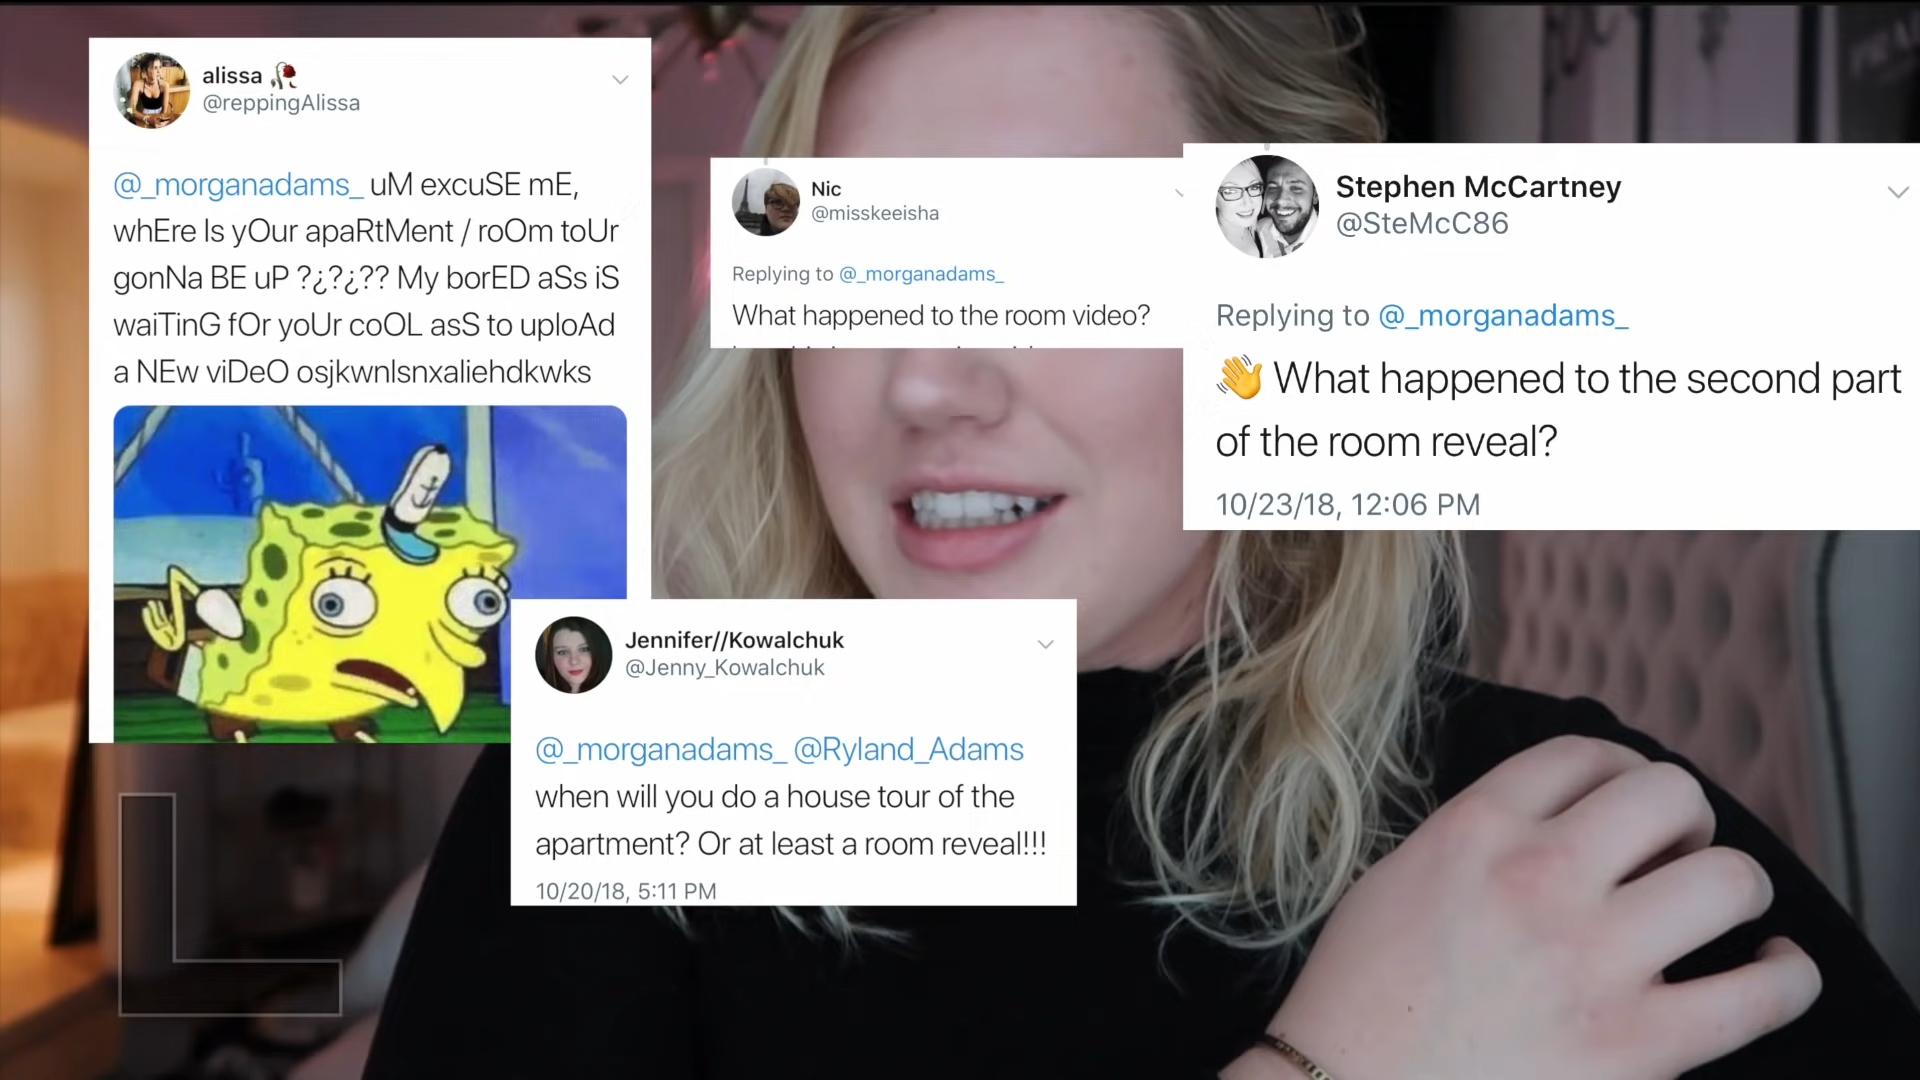 alissa 🥀
@reppingAlissa
@_morganadams_ uM excuSE mE,
whEre Is yOur apaRtMent / roOm toUr
gonNa BE uP ?¿?¿?? My borED aSs iS
waiTinG fOr yoUr coOL asS to uploAd
a NEw viDeO osjkwnlsnxaliehdkwks
Nic
@misskeeisha
Replying to @_morganadams_
What happened to the room video?
Stephen McCartney
@SteMcC86
Replying to @_morganadams_
👋 What happened to the second part
of the room reveal?
10/23/18, 12:06 PM
Jennifer//Kowalchuk
@Jenny_Kowalchuk
@_morganadams_ @Ryland_Adams
when will you do a house tour of the
apartment? Or at least a room reveal!!!
10/20/18, 5:11 PM
L